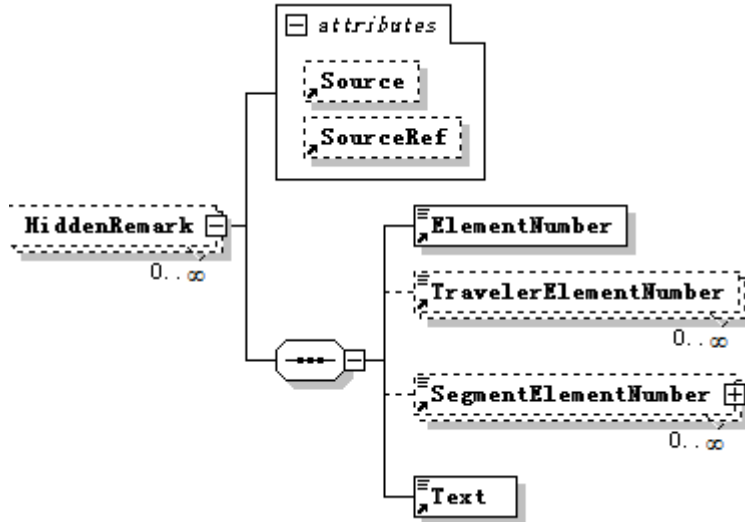 attributes
Source
SourceRef
HiddenRemark
0..∞
ElementNumber
TravelerElementNumber
0..∞
SegmentElementNumber
0..∞
Text